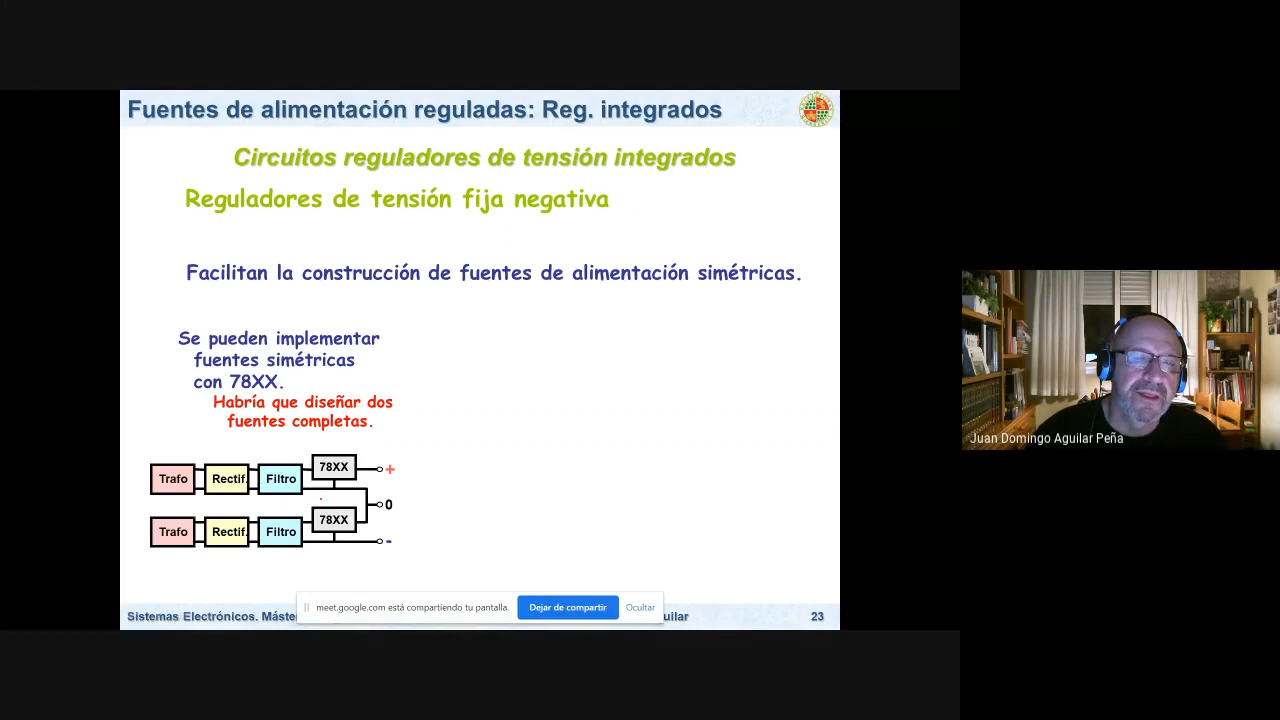 Fuentes de alimentación reguladas: Reg. integrados
Circuitos reguladores de tensión integrados
Reguladores de tensión fija negativa
Facilitan la construcción de fuentes de alimentación simétricas.
Se pueden implementar
fuentes simétricas
con 78XX.
Habría que diseñar dos
fuentes completas.
Trafo Rectif. Filtro 78XX +
0
Trafo Rectif. Filtro 78XX -
meet.google.com está compartiendo tu pantalla. Dejar de compartir Ocultar
Sistemas Electrónicos. Máste uilar 23
Juan Domingo Aguilar Peña